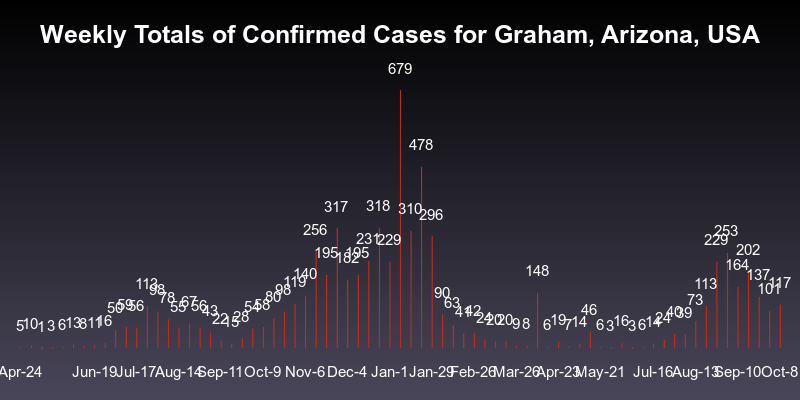 Weekly Totals of Confirmed Cases for Graham, Arizona, USA
679
478
317 318 310 296
256 253
195 182 195 231 229 229 202
140 148 164 137
113 98 119 113 101 117
78 80 98 90 73
50 59 56 55 67 56 43 54 58 63 41 42 46 40 39
5 10 1 3 6 13 8 11 16 22 15 28 24 20 20 9 8 6 19 7 14 6 3 16 3 6 14 24
Apr-24 Jun-19 Jul-17 Aug-14 Sep-11 Oct-9 Nov-6 Dec-4 Jan-1 Jan-29 Feb-26 Mar-26 Apr-23 May-21 Jul-16 Aug-13 Sep-10 Oct-8